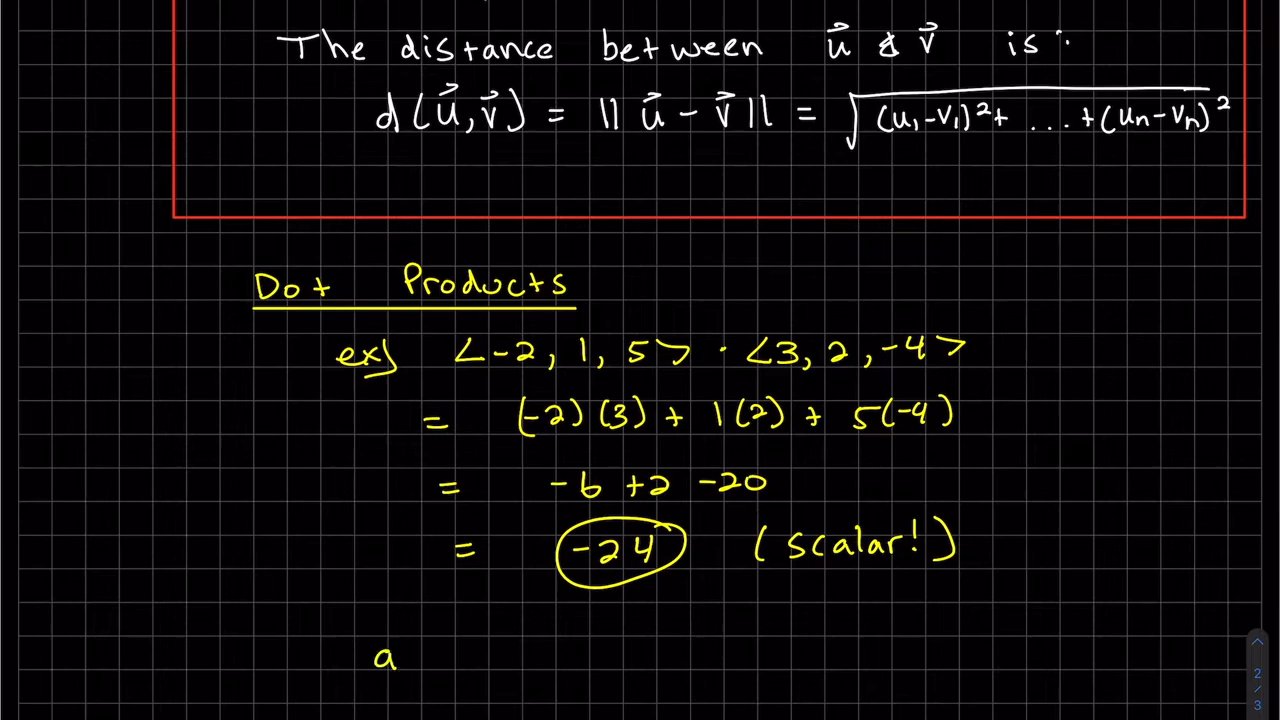 The distance between u⃗ & v⃗ is:
d(u⃗, v⃗) = ||u⃗ - v⃗|| = √((u₁-v₁)²+ ... +(uₙ-vₙ)²
Dot Products
ex) <-2, 1, 5> · <3, 2, -4>
= (-2)(3) + 1(2) + 5(-4)
= -6 +2 -20
= -24 (scalar!)
a
2
/
3